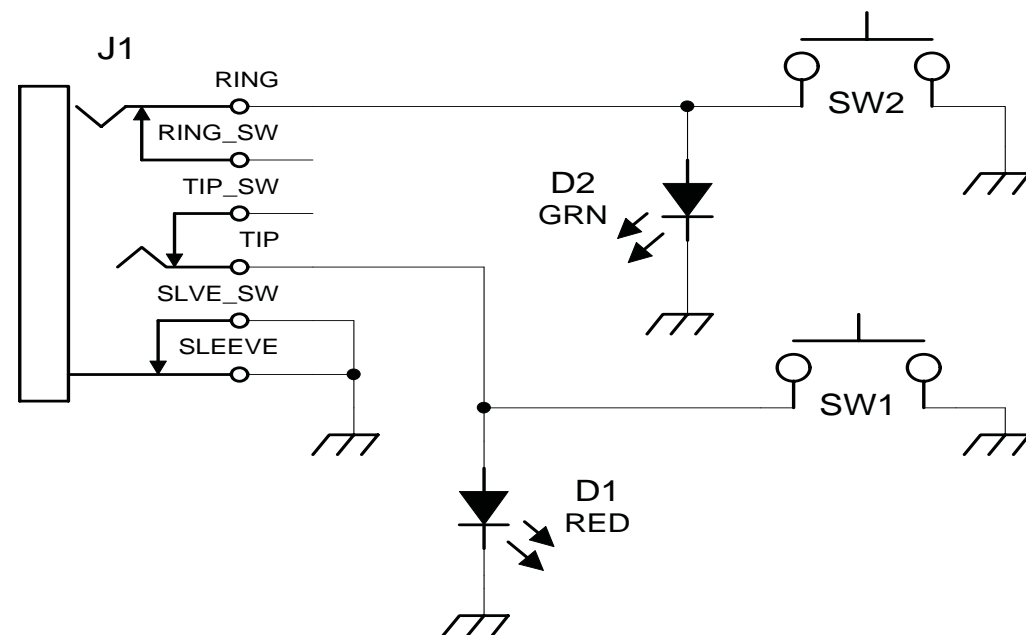 J1
RING
RING_SW
TIP_SW
TIP
SLVE_SW
SLEEVE
SW2
D2
GRN
SW1
D1
RED